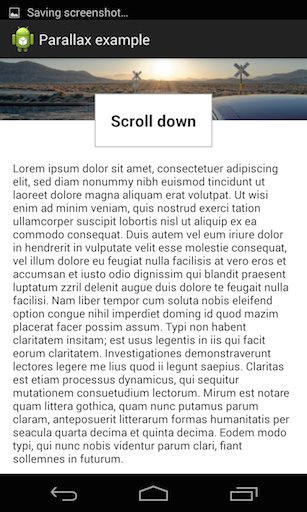 Saving screenshot...
Parallax example
Scroll down
Lorem ipsum dolor sit amet, consectetuer adipiscing
elit, sed diam nonummy nibh euismod tincidunt ut
laoreet dolore magna aliquam erat volutpat. Ut wisi
enim ad minim veniam, quis nostrud exerci tation
ullamcorper suscipit lobortis nisl ut aliquip ex ea
commodo consequat. Duis autem vel eum iriure dolor
in hendrerit in vulputate velit esse molestie consequat,
vel illum dolore eu feugiat nulla facilisis at vero eros et
accumsan et iusto odio dignissim qui blandit praesent
luptatum zzril delenit augue duis dolore te feugait nulla
facilisi. Nam liber tempor cum soluta nobis eleifend
option congue nihil imperdiet doming id quod mazim
placerat facer possim assum. Typi non habent
claritatem insitam; est usus legentis in iis qui facit
eorum claritatem. Investigationes demonstraverunt
lectores legere me lius quod ii legunt saepius. Claritas
est etiam processus dynamicus, qui sequitur
mutationem consuetudium lectorum. Mirum est notare
quam littera gothica, quam nunc putamus parum
claram, anteposuerit litterarum formas humanitatis per
seacula quarta decima et quinta decima. Eodem modo
typi, qui nunc nobis videntur parum clari, fiant
sollemnes in futurum.